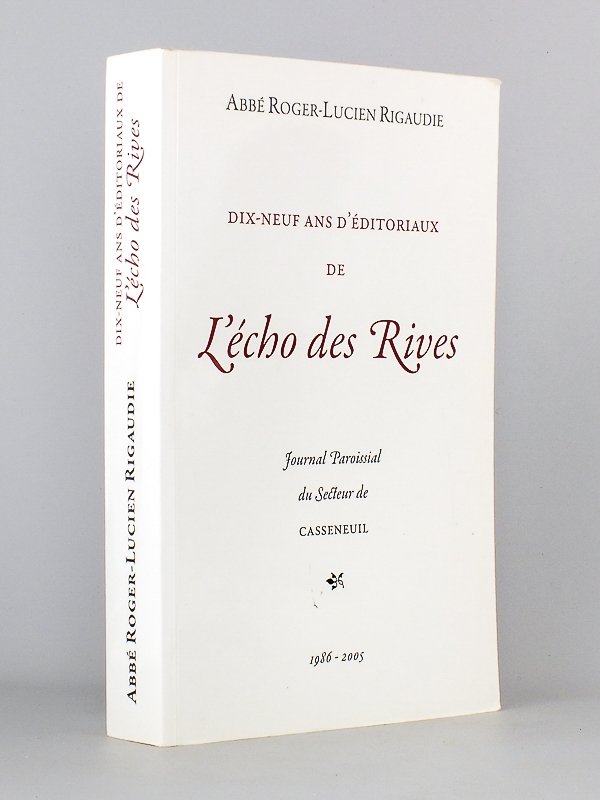 ABBÉ ROGER-LUCIEN RIGAUDIE
DIX-NEUF ANS D'ÉDITORIAUX
DE
L'écho des Rives
Journal Paroissial
du Secteur de
CASSENEUIL
1986 - 2005
DIX-NEUF ANS D'ÉDITORIAUX DE
L'écho des Rives
ABBÉ ROGER-LUCIEN RIGAUDIE